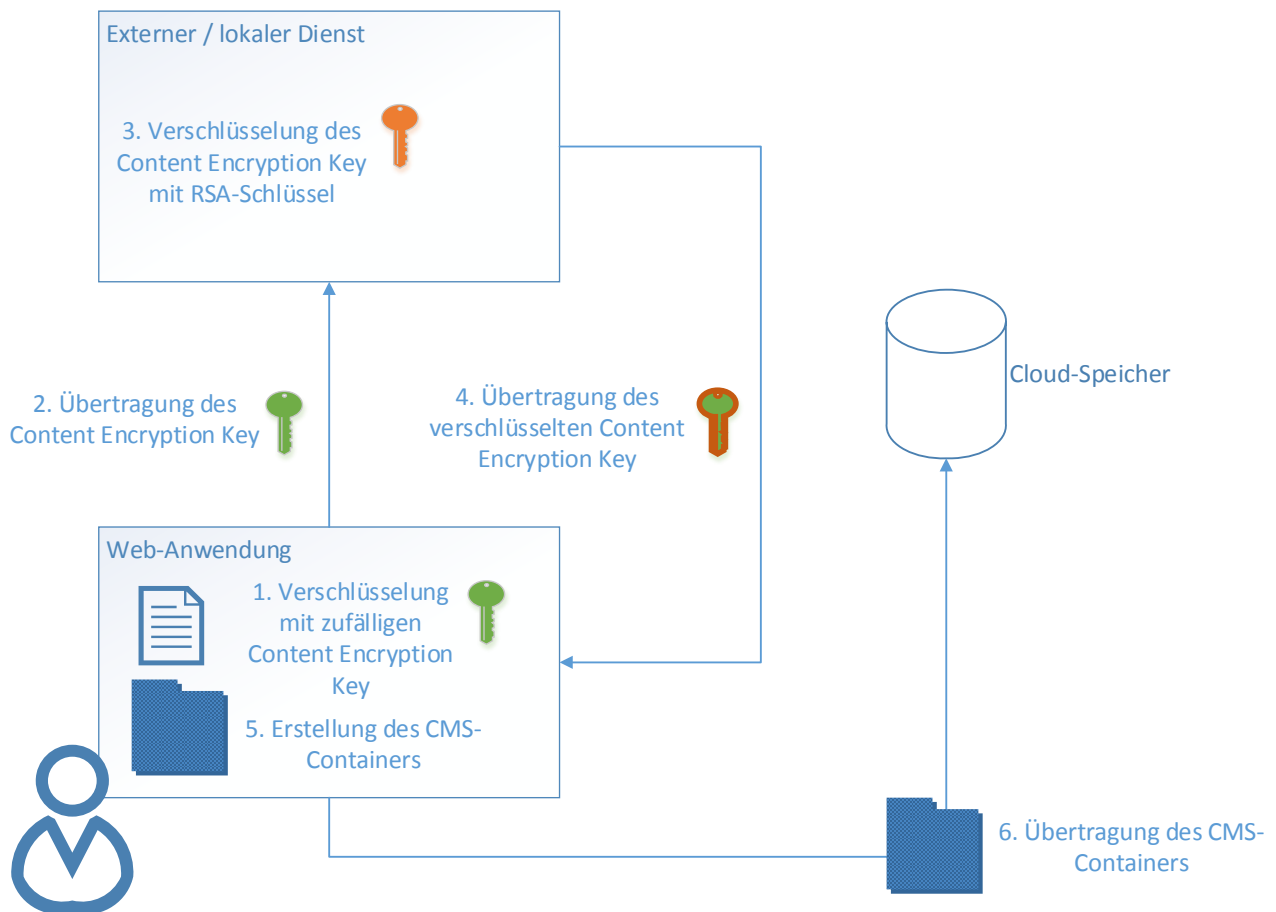 Externer / lokaler Dienst
3. Verschlüsselung des
Content Encryption Key
mit RSA-Schlüssel
2. Übertragung des
Content Encryption Key
4. Übertragung des
verschlüsselten Content
Encryption Key
Cloud-Speicher
Web-Anwendung
1. Verschlüsselung
mit zufälligen
Content Encryption
Key
5. Erstellung des CMS-
Containers
6. Übertragung des CMS-
Containers